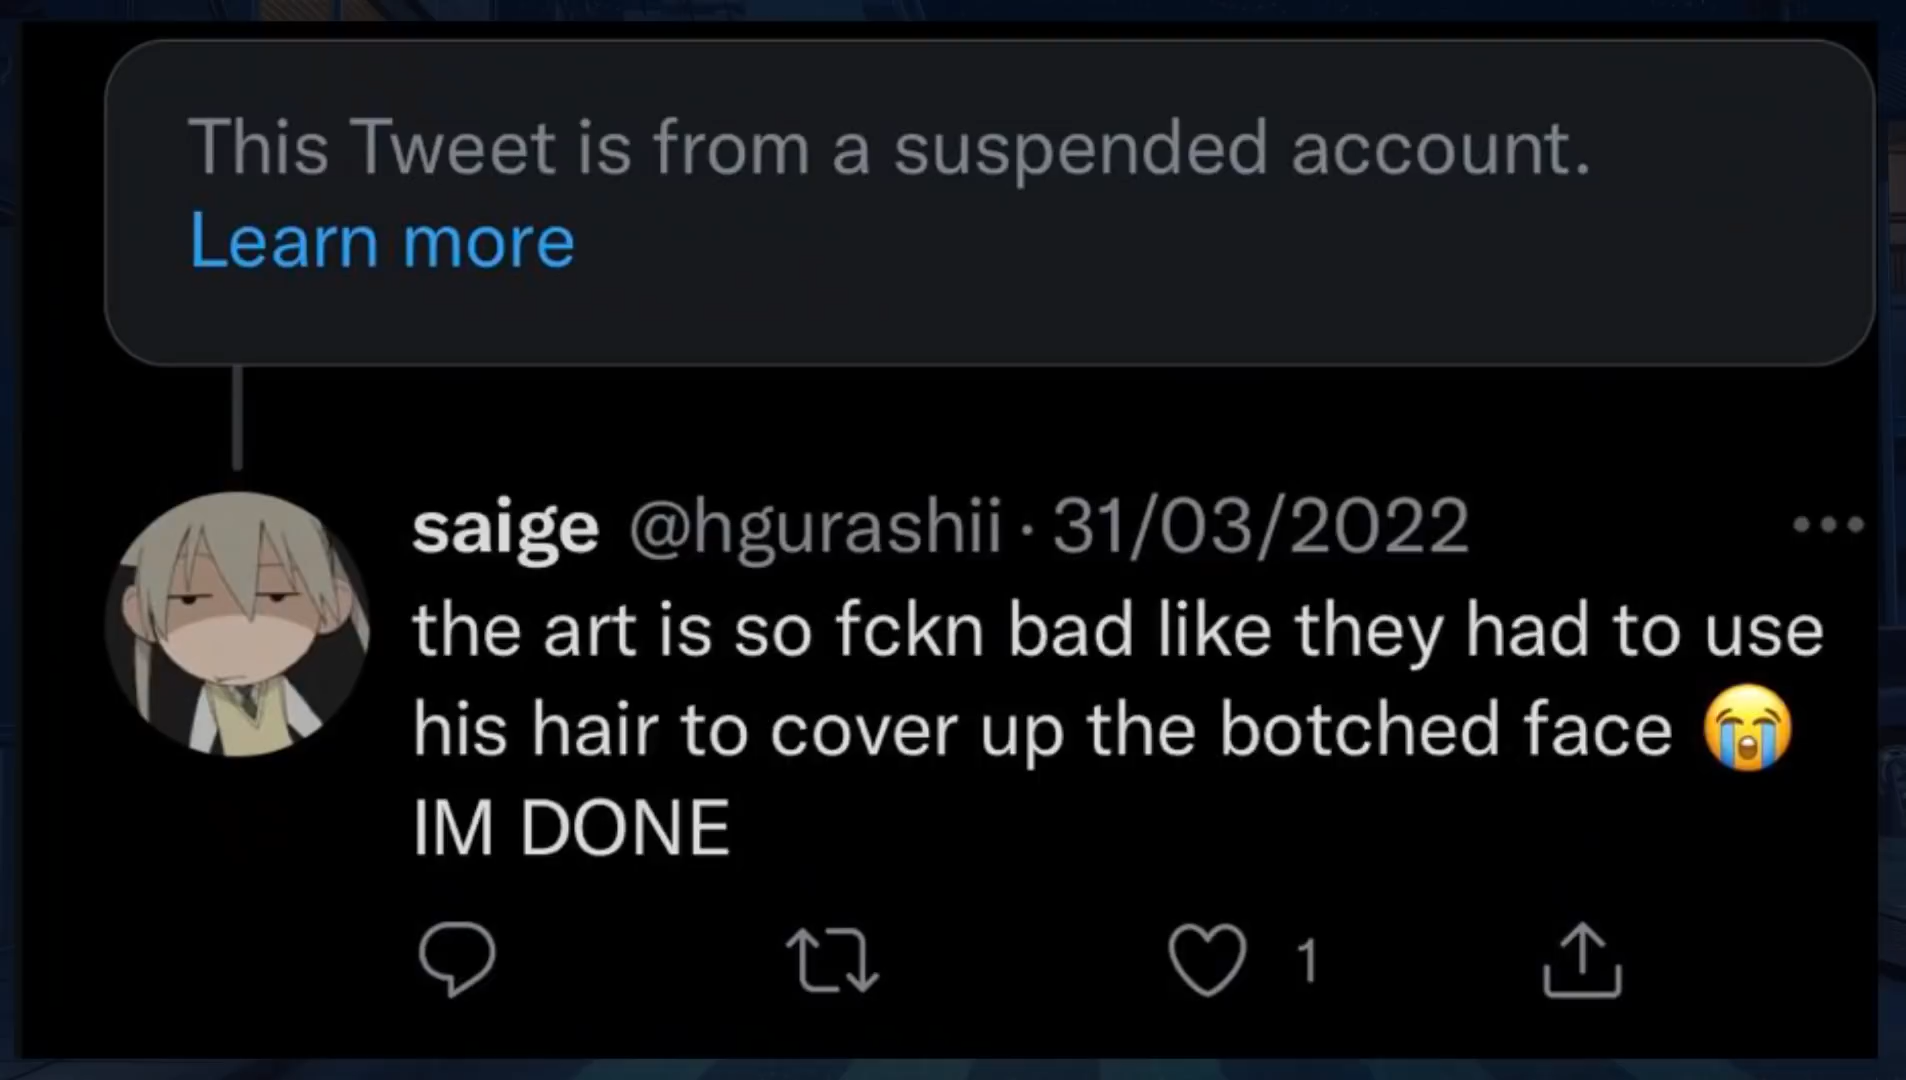 This Tweet is from a suspended account.
Learn more
saige @hgurashii · 31/03/2022
the art is so fckn bad like they had to use
his hair to cover up the botched face 😭
IM DONE
1